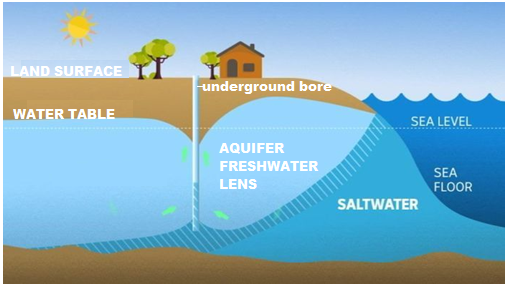 LAND SURFACE
underground bore
WATER TABLE
SEA LEVEL
AQUIFER
FRESHWATER
LENS
SEA
FLOOR
SALTWATER